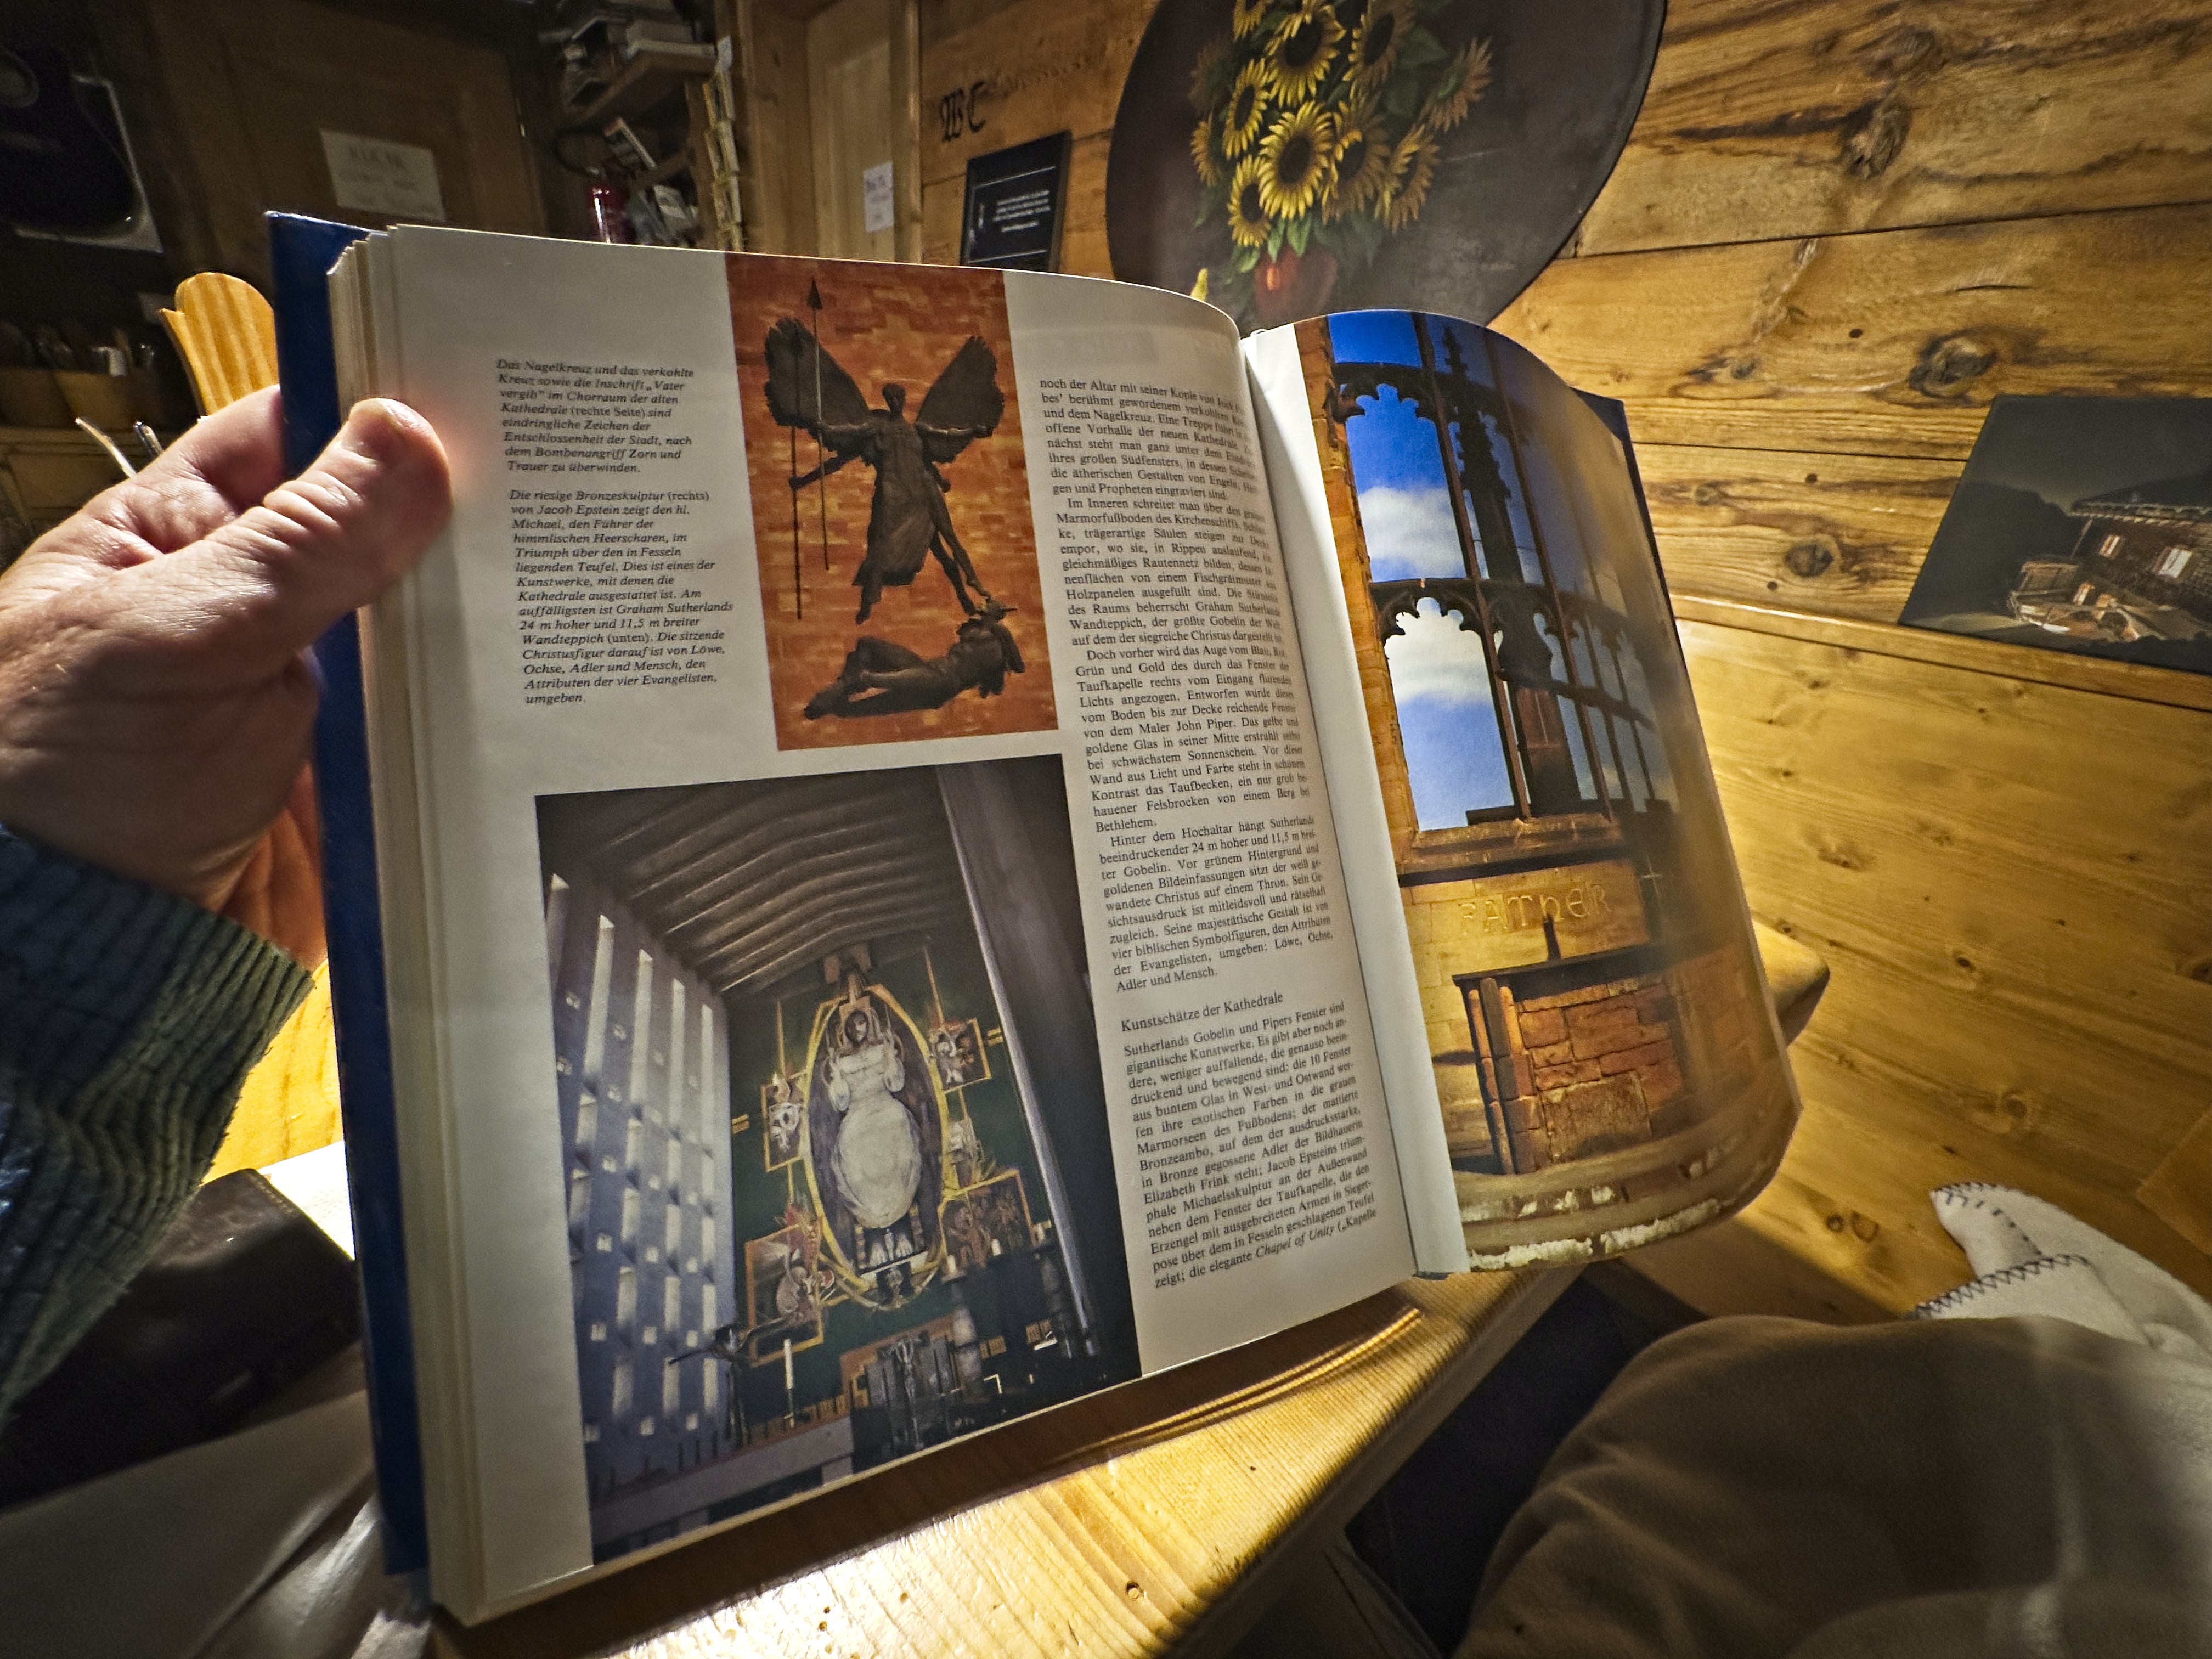 WC
Das Nagelkreuz und das verkohlte
Kreuz sowie die Inschrift „Vater
vergib" im Chorraum der alten
Kathedrale (rechte Seite) sind
eindringliche Zeichen der
Entschlossenheit der Stadt, nach
dem Bombenangriff Zorn und
Trauer zu überwinden.
Die riesige Bronzeskulptur (rechts)
von Jacob Epstein zeigt den hl.
Michael, den Führer der
himmlischen Heerscharen, im
Triumph über den in Fesseln
liegenden Teufel. Dies ist eines der
Kunstwerke, mit denen die
Kathedrale ausgestattet ist. Am
auffälligsten ist Graham Sutherlands
24 m hoher und 11,5 m breiter
Wandteppich (unten). Die sitzende
Christusfigur darauf ist von Löwe,
Ochse, Adler und Mensch, den
Attributen der vier Evangelisten,
umgeben.
noch der Altar mit seiner Kopie von
bes' berühmt gewordenem verkohlten
und dem Nagelkreuz. Eine Treppe führt
offene Vorhalle der neuen Kathedrale.
nächst steht man ganz unter dem
ihres großen Südfensters, in dessen
die ätherischen Gestalten von Engeln,
gen und Propheten eingraviert sind.
Im Inneren schreitet man über den
Marmorfußboden des Kirchenschiffs.
ke, trägerartige Säulen steigen zur
empor, wo sie, in Rippen auslaufend,
gleichmäßiges Rautennetz bilden, dessen
nenflächen von einem Fischgrätmuster
Holzpanelen ausgefüllt sind. Die
des Raums beherrscht Graham Sutherlands
Wandteppich, der größte Gobelin der Welt,
auf dem der siegreiche Christus dargestellt ist.
Doch vorher wird das Auge vom Blau, Rot,
Grün und Gold des durch das Fenster der
Taufkapelle rechts vom Eingang flutenden
Lichts angezogen. Entworfen wurde dieses
vom Boden bis zur Decke reichende Fenster
von dem Maler John Piper. Das gelbe und
goldene Glas in seiner Mitte erstrahlt selbst
bei schwächstem Sonnenschein. Vor dieser
Wand aus Licht und Farbe steht in schönem
Kontrast das Taufbecken, ein nur grob be-
hauener Felsbrocken von einem Berg bei
Bethlehem.
Hinter dem Hochaltar hängt Sutherlands
beeindruckender 24 m hoher und 11,5 m brei-
ter Gobelin. Vor grünem Hintergrund und
goldenen Bildeinfassungen sitzt der weiß ge-
wandete Christus auf einem Thron. Sein Ge-
sichtsausdruck ist mitleidsvoll und rätselhaft
zugleich. Seine majestätische Gestalt ist von
vier biblischen Symbolfiguren, den Attributen
der Evangelisten, umgeben: Löwe, Ochse,
Adler und Mensch.
Kunstschätze der Kathedrale
Sutherlands Gobelin und Pipers Fenster sind
gigantische Kunstwerke. Es gibt aber noch an-
dere, weniger auffallende, die genauso beein-
druckend und bewegend sind: die 10 Fenster
aus buntem Glas in West- und Ostwand wer-
fen ihre exotischen Farben in die grauen
Marmorseen des Fußbodens; der mattierte
Bronzeambo, auf dem der ausdrucksstarke,
in Bronze gegossene Adler der Bildhauerin
Elizabeth Frink steht; Jacob Epsteins trium-
phale Michaelsskulptur an der Außenwand
neben dem Fenster der Taufkapelle, die den
Erzengel mit ausgebreiteten Armen in Sieger-
pose über dem in Fesseln geschlagenen Teufel
zeigt; die elegante Chapel of Unity („Kapelle
FATHER